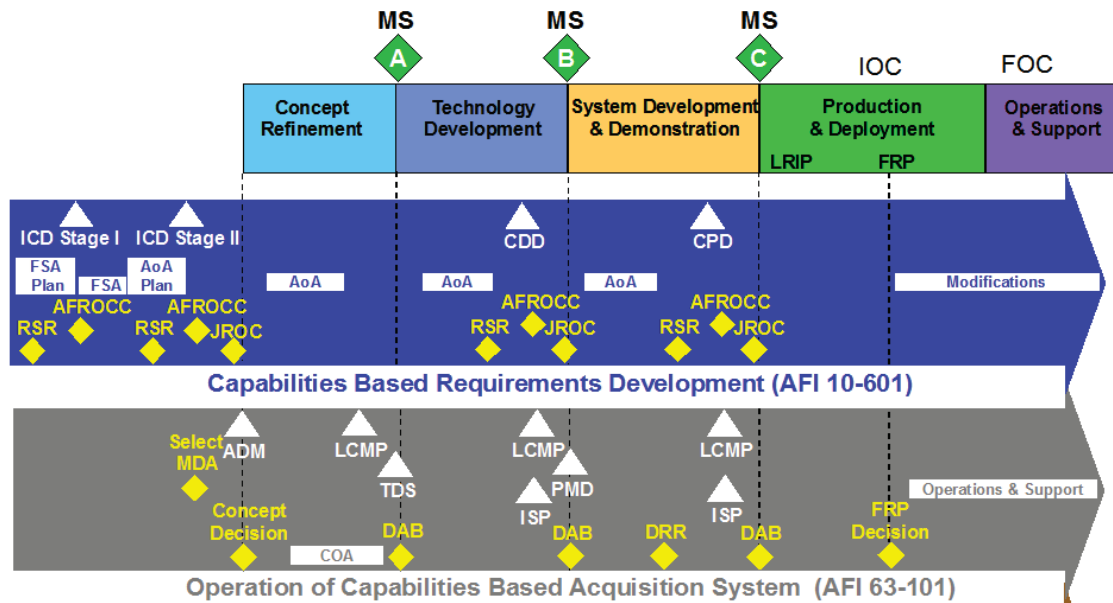 MS MS MS
A B C
IOC FOC
Concept
Refinement
Technology
Development
System Development
& Demonstration
Production
& Deployment
LRIP FRP
Operations
& Support
ICD Stage I ICD Stage II CDD CPD
FSA
Plan
FSA
AoA
Plan
AoA AoA AoA Modifications
AFROCC AFROCC AFROCC AFROCC
RSR RSR JROC RSR JROC RSR JROC
Capabilities Based Requirements Development (AFI 10-601)
Select
MDA
ADM LCMP LCMP LCMP
TDS PMD
ISP ISP
Operations & Support
Concept
Decision
DAB DAB DRR DAB
FRP
Decision
COA
Operation of Capabilities Based Acquisition System (AFI 63-101)